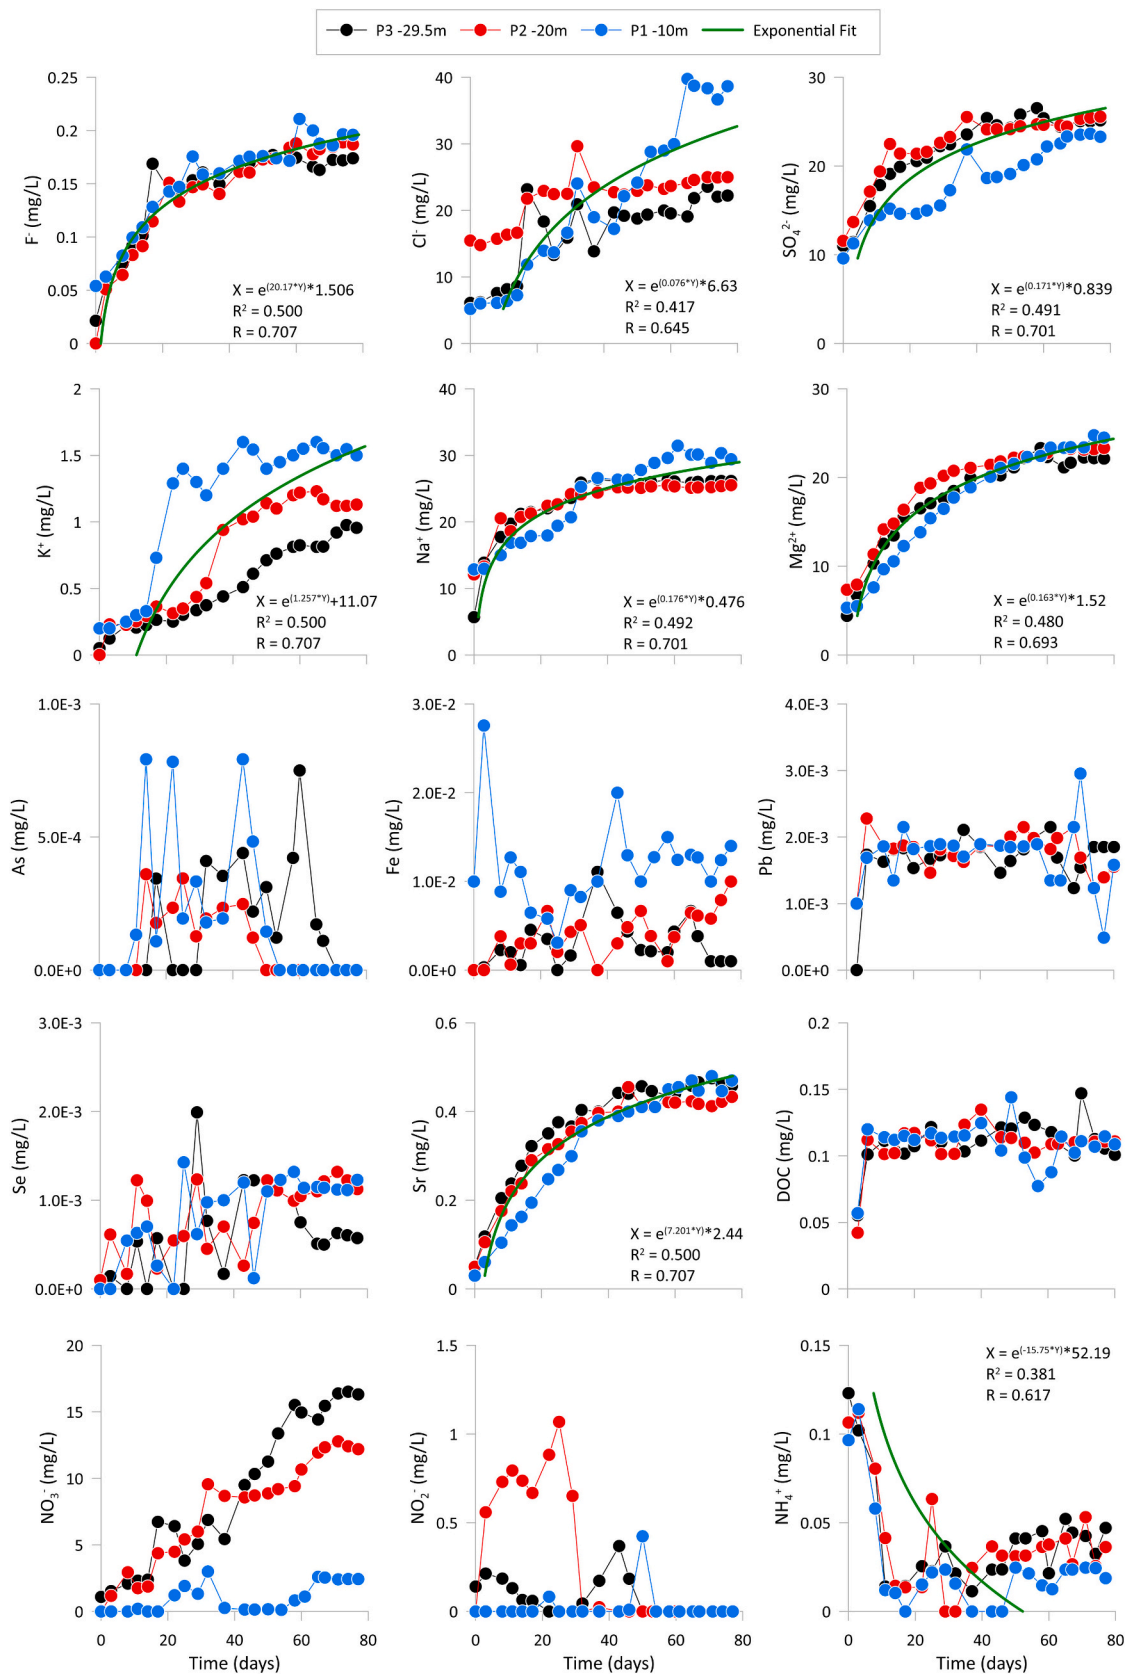 P3 -29.5m P2 -20m P1 -10m Exponential Fit
0.25
0.2
0.15
0.1
0.05
0
F⁻ (mg/L)
X = e^(20.17*Y)*1.506
R² = 0.500
R = 0.707
40
30
20
10
0
Cl⁻ (mg/L)
X = e^(0.076*Y)*6.63
R² = 0.417
R = 0.645
30
20
10
0
SO₄²⁻ (mg/L)
X = e^(0.171*Y)*0.839
R² = 0.491
R = 0.701
2
1.5
1
0.5
0
K⁺ (mg/L)
X = e^(1.257*Y)+11.07
R² = 0.500
R = 0.707
40
30
20
10
0
Na⁺ (mg/L)
X = e^(0.176*Y)*0.476
R² = 0.492
R = 0.701
30
20
10
0
Mg²⁺ (mg/L)
X = e^(0.163*Y)*1.52
R² = 0.480
R = 0.693
1.0E-3
5.0E-4
0.0E+0
As (mg/L)
3.0E-2
2.0E-2
1.0E-2
0.0E+0
Fe (mg/L)
4.0E-3
3.0E-3
2.0E-3
1.0E-3
0.0E+0
Pb (mg/L)
3.0E-3
2.0E-3
1.0E-3
0.0E+0
Se (mg/L)
0.6
0.4
0.2
0
Sr (mg/L)
X = e^(7.201*Y)*2.44
R² = 0.500
R = 0.707
0.2
0.15
0.1
0.05
0
DOC (mg/L)
20
15
10
5
0
NO₃⁻ (mg/L)
0 20 40 60 80
Time (days)
1.5
1
0.5
0
NO₂⁻ (mg/L)
0 20 40 60 80
Time (days)
0.15
0.1
0.05
0
NH₄⁺ (mg/L)
X = e^(-15.75*Y)*52.19
R² = 0.381
R = 0.617
0 20 40 60 80
Time (days)